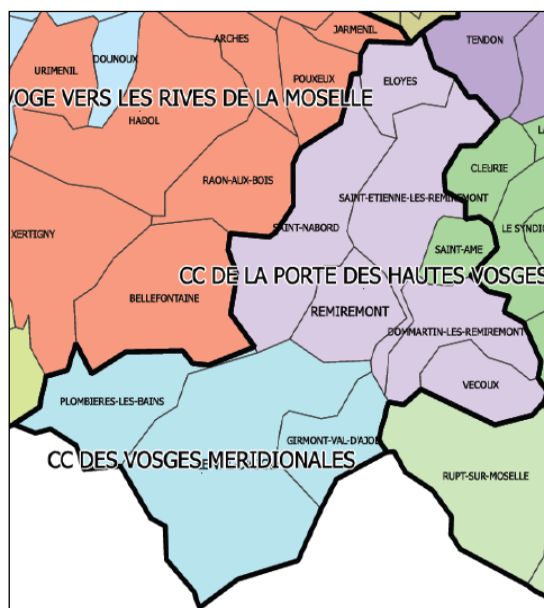 JARMENIL
ARCHES
TENDON
DOUNOUX
URIMENIL
POUXEUX
ELOYES
VOGE VERS LES RIVES DE LA MOSELLE
HADOL
CLEURIE
RAON-AUX-BOIS
SAINT-ETIENNE-LES-REMIREMONT
SAINT-NABORD
LE SYNDIC
XERTIGNY
SAINT-AME
CC DE LA PORTE DES HAUTES VOSGES
BELLEFONTAINE
REMIREMONT
DOMMARTIN-LES-REMIREMONT
VECOUX
PLOMBIERES-LES-BAINS
GIRMONT-VAL-D'AJOL
CC DES VOSGES MERIDIONALES
RUPT-SUR-MOSELLE